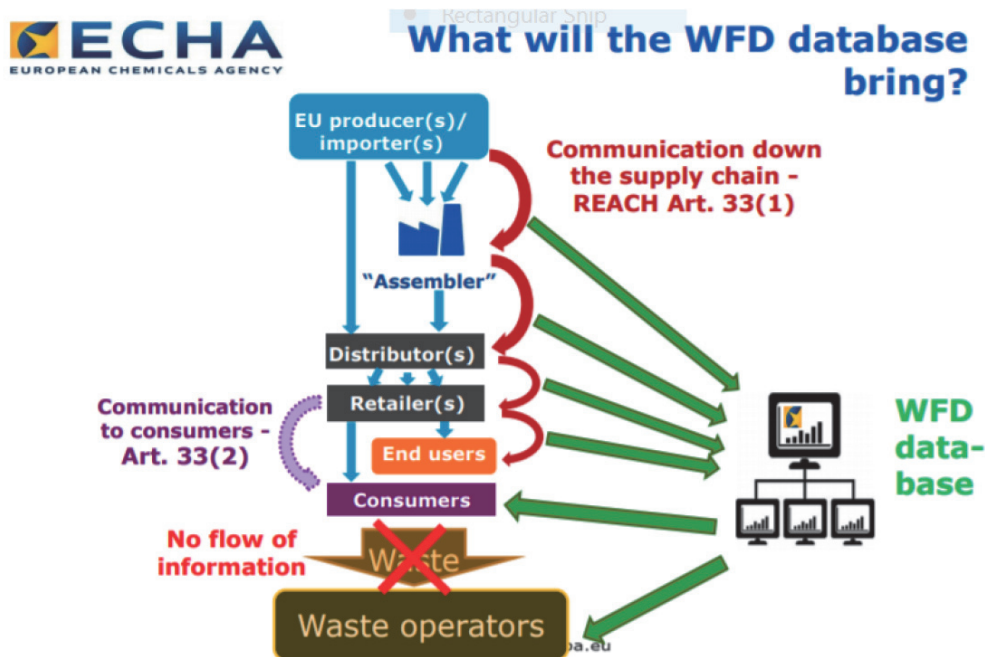 Rectangular Snip
ECHA
EUROPEAN CHEMICALS AGENCY
What will the WFD database
bring?
EU producer(s)/
importer(s)
Communication down
the supply chain -
REACH Art. 33(1)
“Assembler”
Distributor(s)
Retailer(s)
Communication
to consumers -
Art. 33(2)
End users
Consumers
WFD
data-
base
No flow of
information
Waste
Waste operators
pa.eu